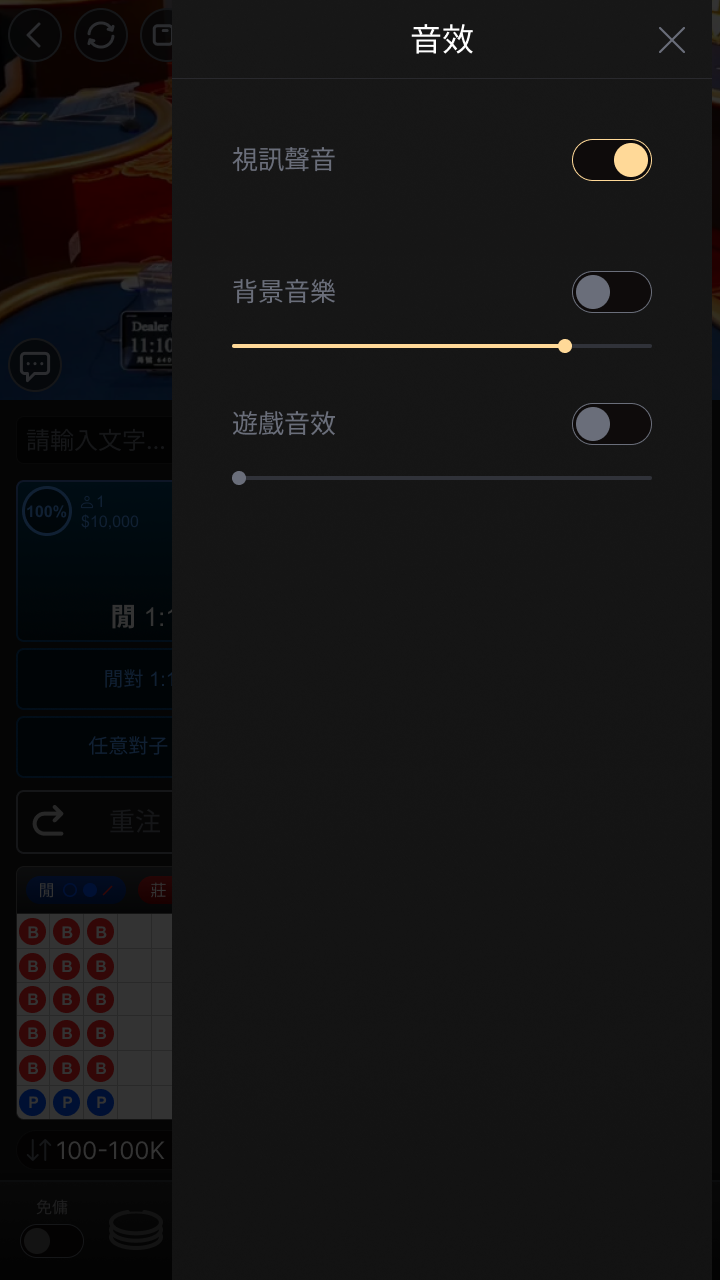 音效
視訊聲音
背景音樂
遊戲音效
Dealer
11:10
請輸入文字...
100%
1
$10,000
閒 1:1
閒對 1:1
任意對子
重注
閒
莊
B B B
B B B
B B B
B B B
B B B
P P P
100-100K
免傭